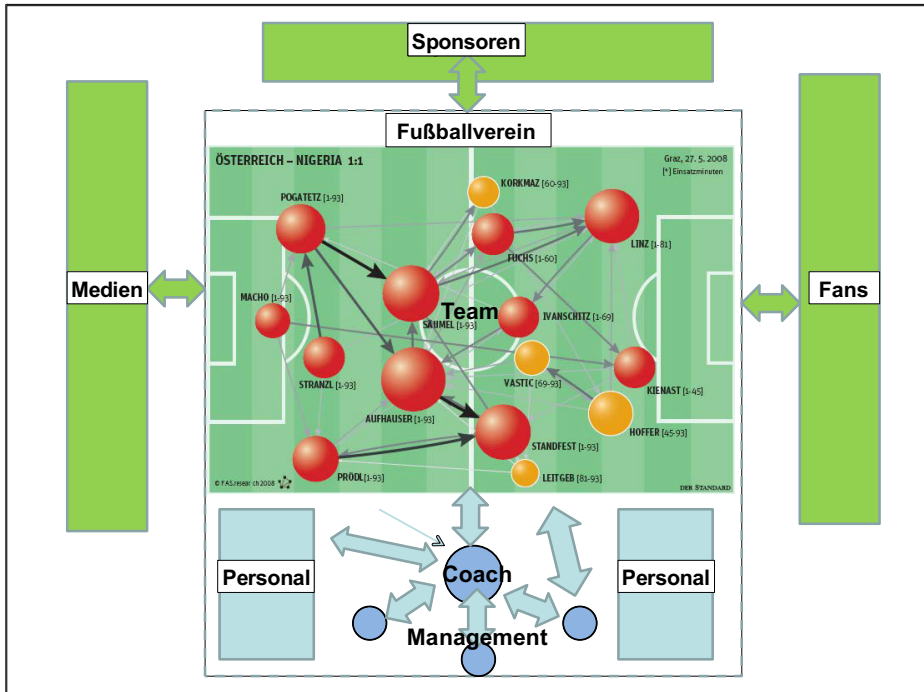 Sponsoren
Fußballverein
ÖSTERREICH – NIGERIA 1:1
Graz, 27. 5. 2008
[*] Einsatzminuten
KORKMAZ [60-93]
POGATETZ [1-93]
LINZ [1-81]
FUCHS [1-60]
Medien
Fans
MACHO [1-93]
Team
IVANSCHITZ [1-69]
SÄUMEL [1-93]
STRANZL [1-93]
VASTIC [69-93]
KIENAST [1-45]
AUFHAUSER [1-93]
HOFFER [45-93]
STANDFEST [1-93]
PRÖDL [1-93]
LEITGEB [81-93]
© FAS.research 2008
DER STANDARD
Personal
Coach
Personal
Management